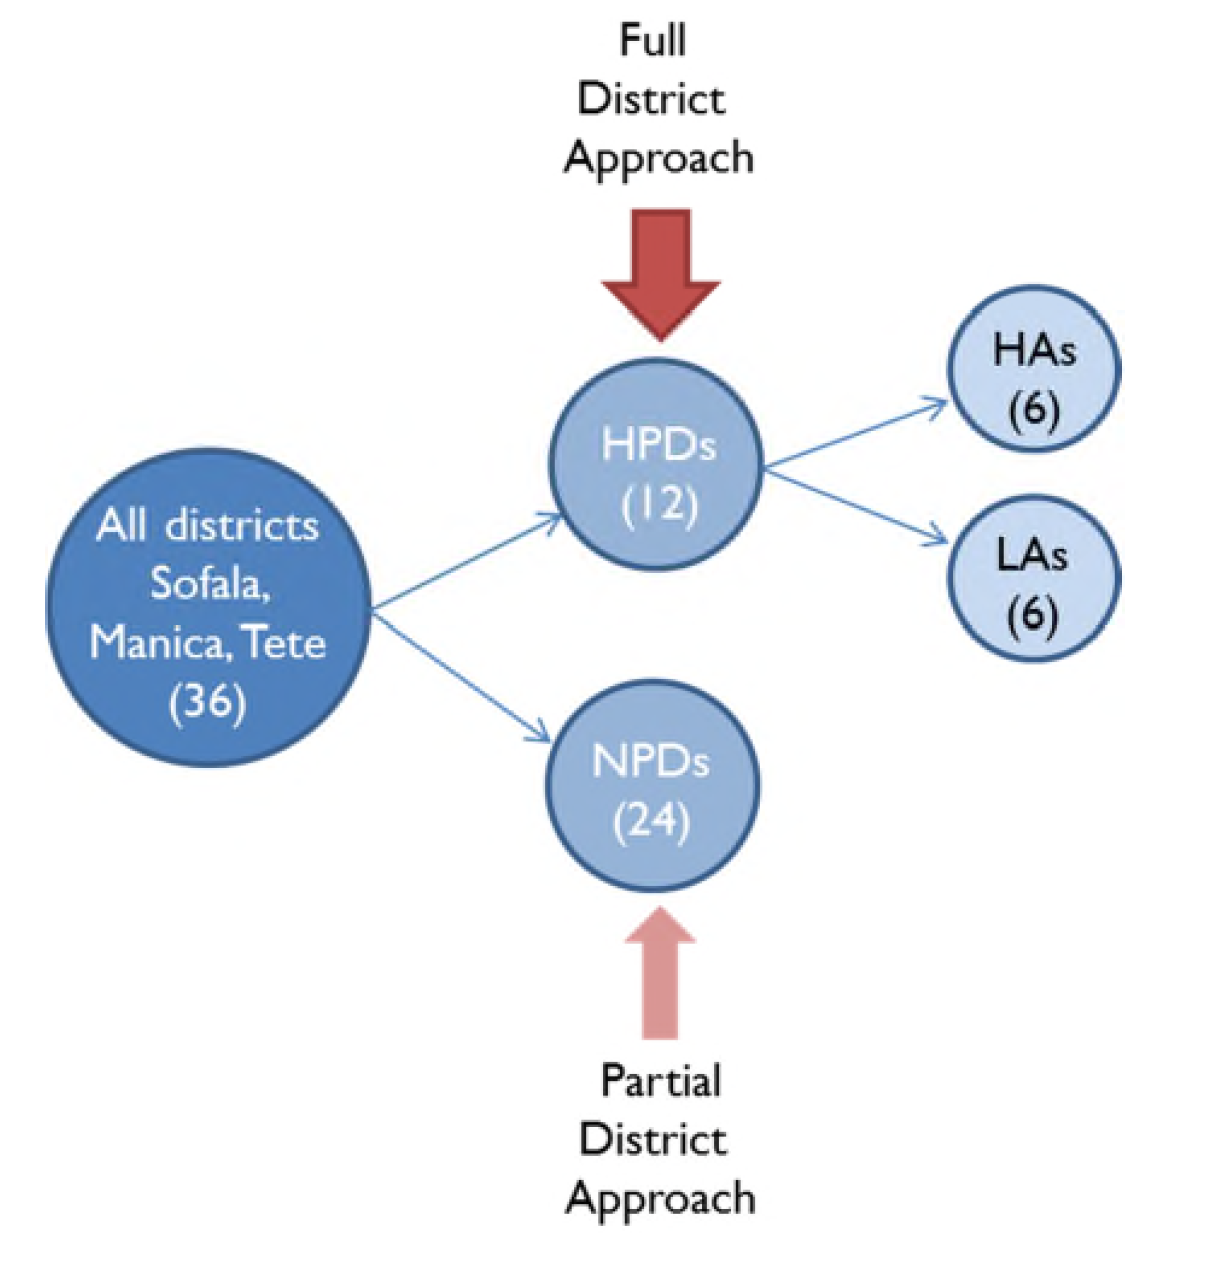 Full
District
Approach
HAs
(6)
HPDs
(12)
All districts
Sofala,
Manica, Tete
(36)
LAs
(6)
NPDs
(24)
Partial
District
Approach